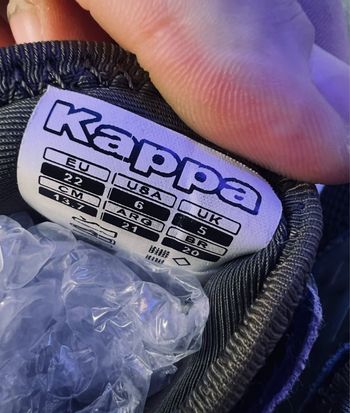 Kappa
EU USA UK
22 6 5
CM ARG BR
13.7 21 20